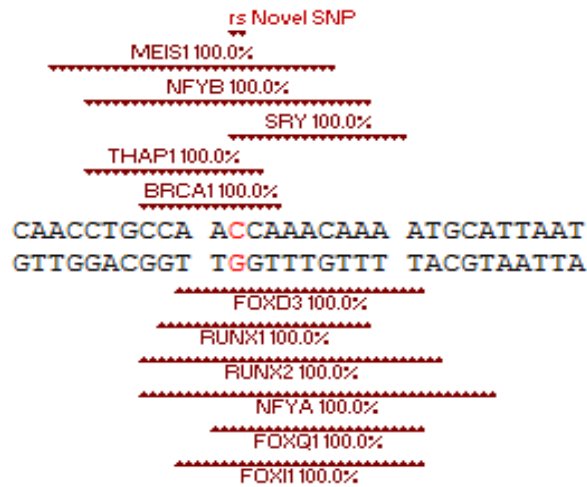 rs Novel SNP
MEIS1 100.0%
NFYB 100.0%
SRY 100.0%
THAP1 100.0%
BRCA1 100.0%
CAACCTGCCA ACCAAACAAA ATGCATTAAT
GTTGGACGGT TGGTTTGTTT TACGTAATTA
FOXD3 100.0%
RUNX1 100.0%
RUNX2 100.0%
NFYA 100.0%
FOXQ1 100.0%
FOXI1 100.0%